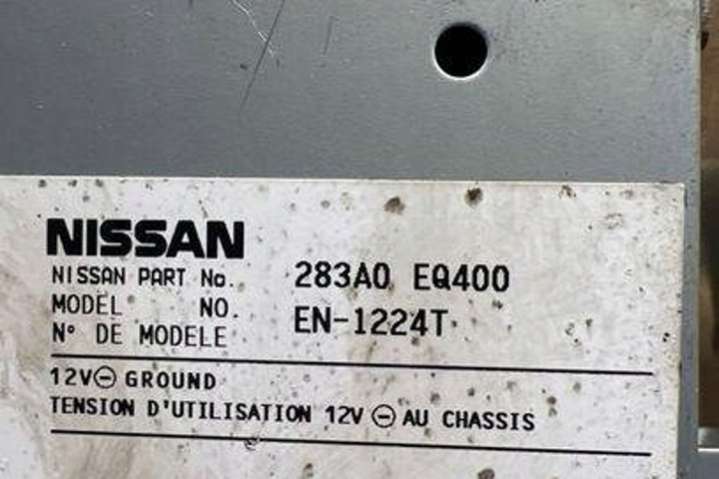 NISSAN
NISSAN PART No. 283A0 EQ400
MODEL NO. EN-1224T
N° DE MODELE
12V⊖ GROUND
TENSION D'UTILISATION 12V ⊖ AU CHASSIS